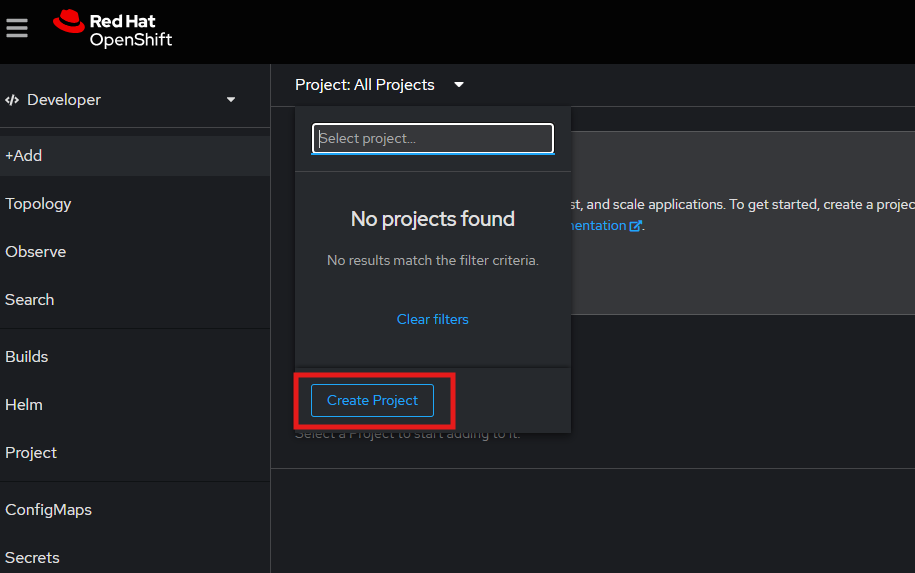 Red Hat
OpenShift
Developer
+Add
Topology
Observe
Search
Builds
Helm
Project
ConfigMaps
Secrets
Project: All Projects
Select project...
No projects found
No results match the filter criteria.
Clear filters
Create Project
st, and scale applications. To get started, create a projec
mentation
.
Select a Project to start adding to it.